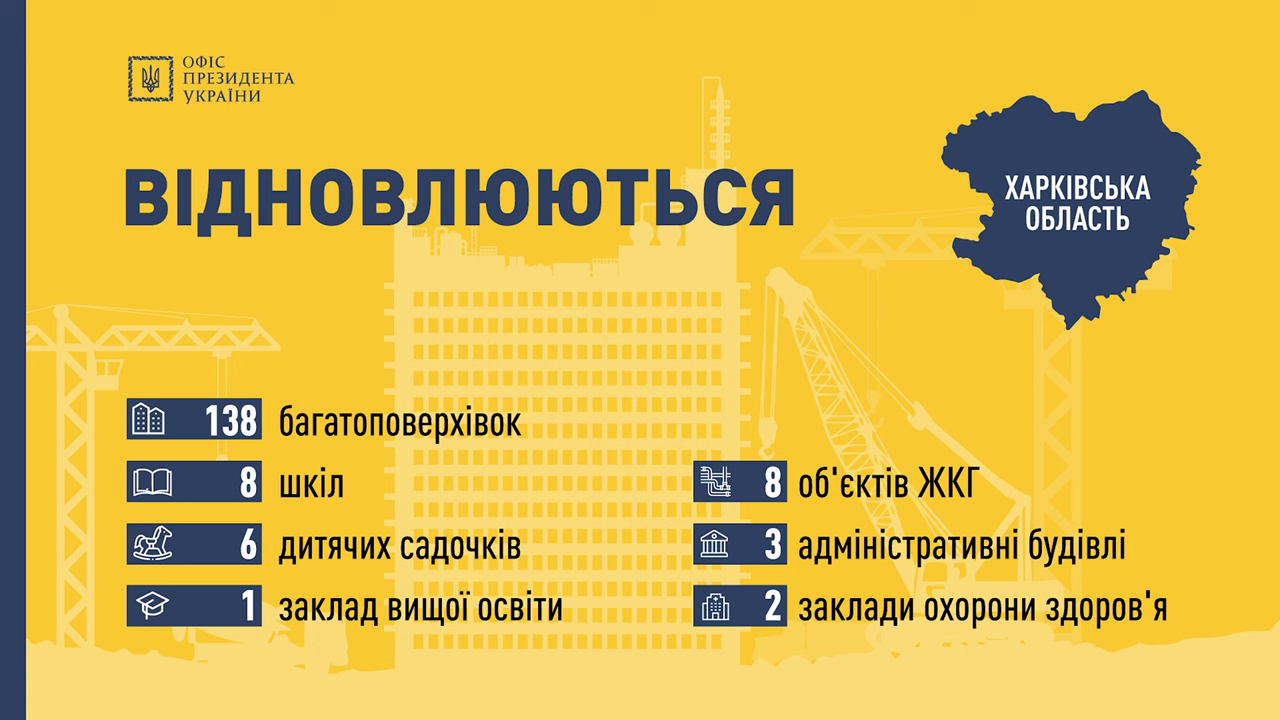 ОФІС
ПРЕЗИДЕНТА
УКРАЇНИ
ВІДНОВЛЮЮТЬСЯ
ХАРКІВСЬКА
ОБЛАСТЬ
138 багатоповерхівок
8 шкіл
6 дитячих садочків
1 заклад вищої освіти
8 об'єктів ЖКГ
3 адміністративні будівлі
2 заклади охорони здоров'я